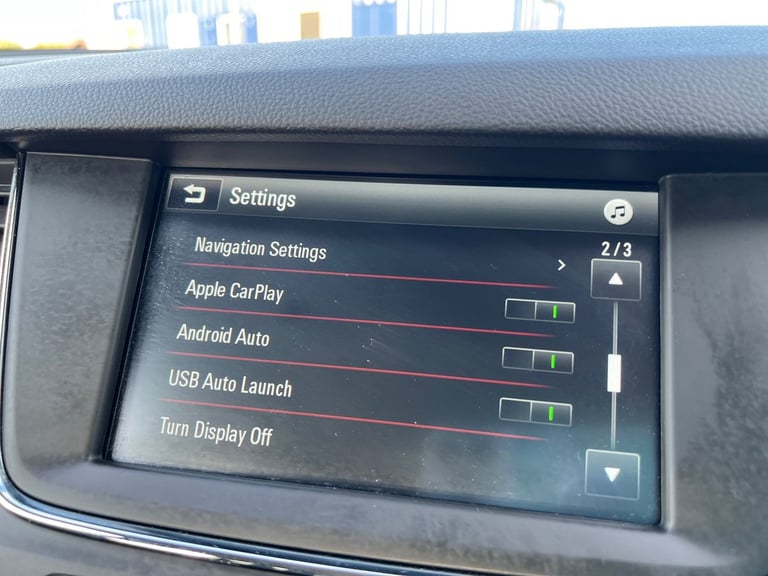 Settings
2/3
Navigation Settings
Apple CarPlay
Android Auto
USB Auto Launch
Turn Display Off